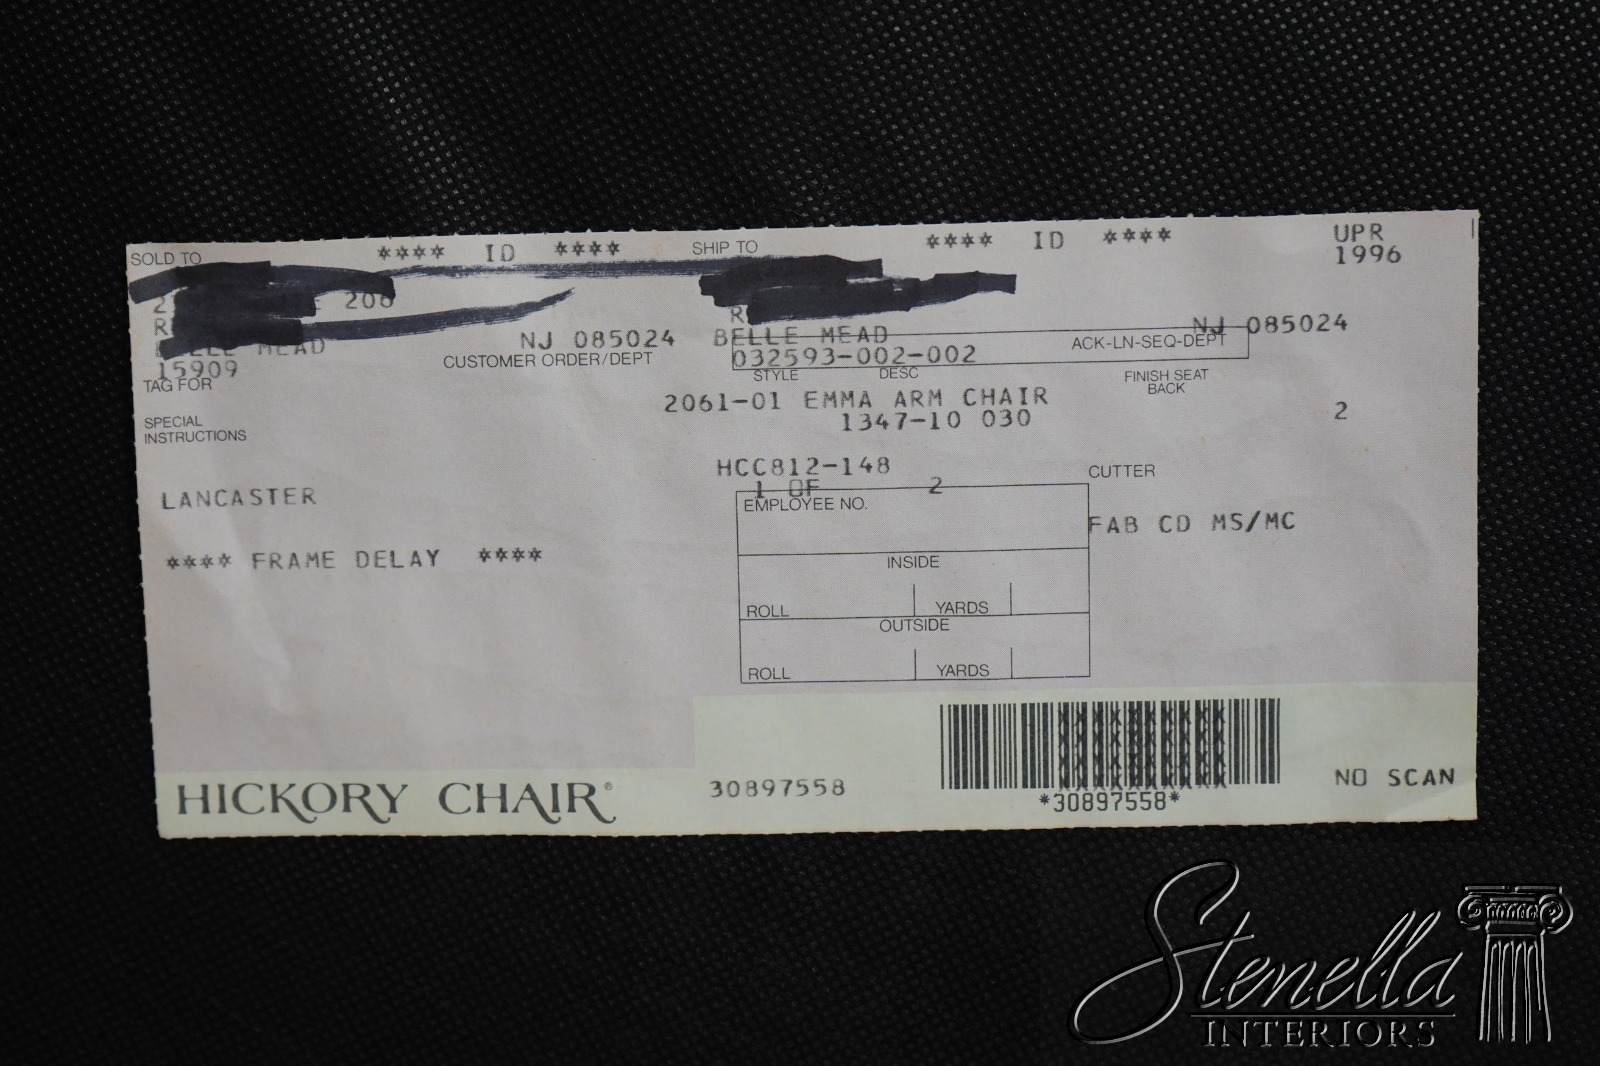 SOLD TO **** ID **** SHIP TO **** ID **** UPR
1996
206
NJ 085024 BELLE MEAD NJ 085024
MEAD
15909 CUSTOMER ORDER/DEPT 032593-002-002 ACK-LN-SEQ-DEPT
TAG FOR STYLE DESC FINISH SEAT
BACK
2061-01 EMMA ARM CHAIR
1347-10 030 2
SPECIAL
INSTRUCTIONS
HCC812-148
1 OF 2 CUTTER
LANCASTER
EMPLOYEE NO.
FAB CD MS/MC
**** FRAME DELAY ****
INSIDE
ROLL YARDS
OUTSIDE
ROLL YARDS
HICKORY CHAIR®
30897558
*30897558*
NO SCAN
Stenella
INTERIORS